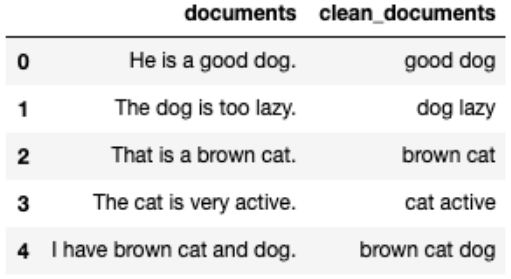 documents clean_documents
0 He is a good dog. good dog
1 The dog is too lazy. dog lazy
2 That is a brown cat. brown cat
3 The cat is very active. cat active
4 I have brown cat and dog. brown cat dog